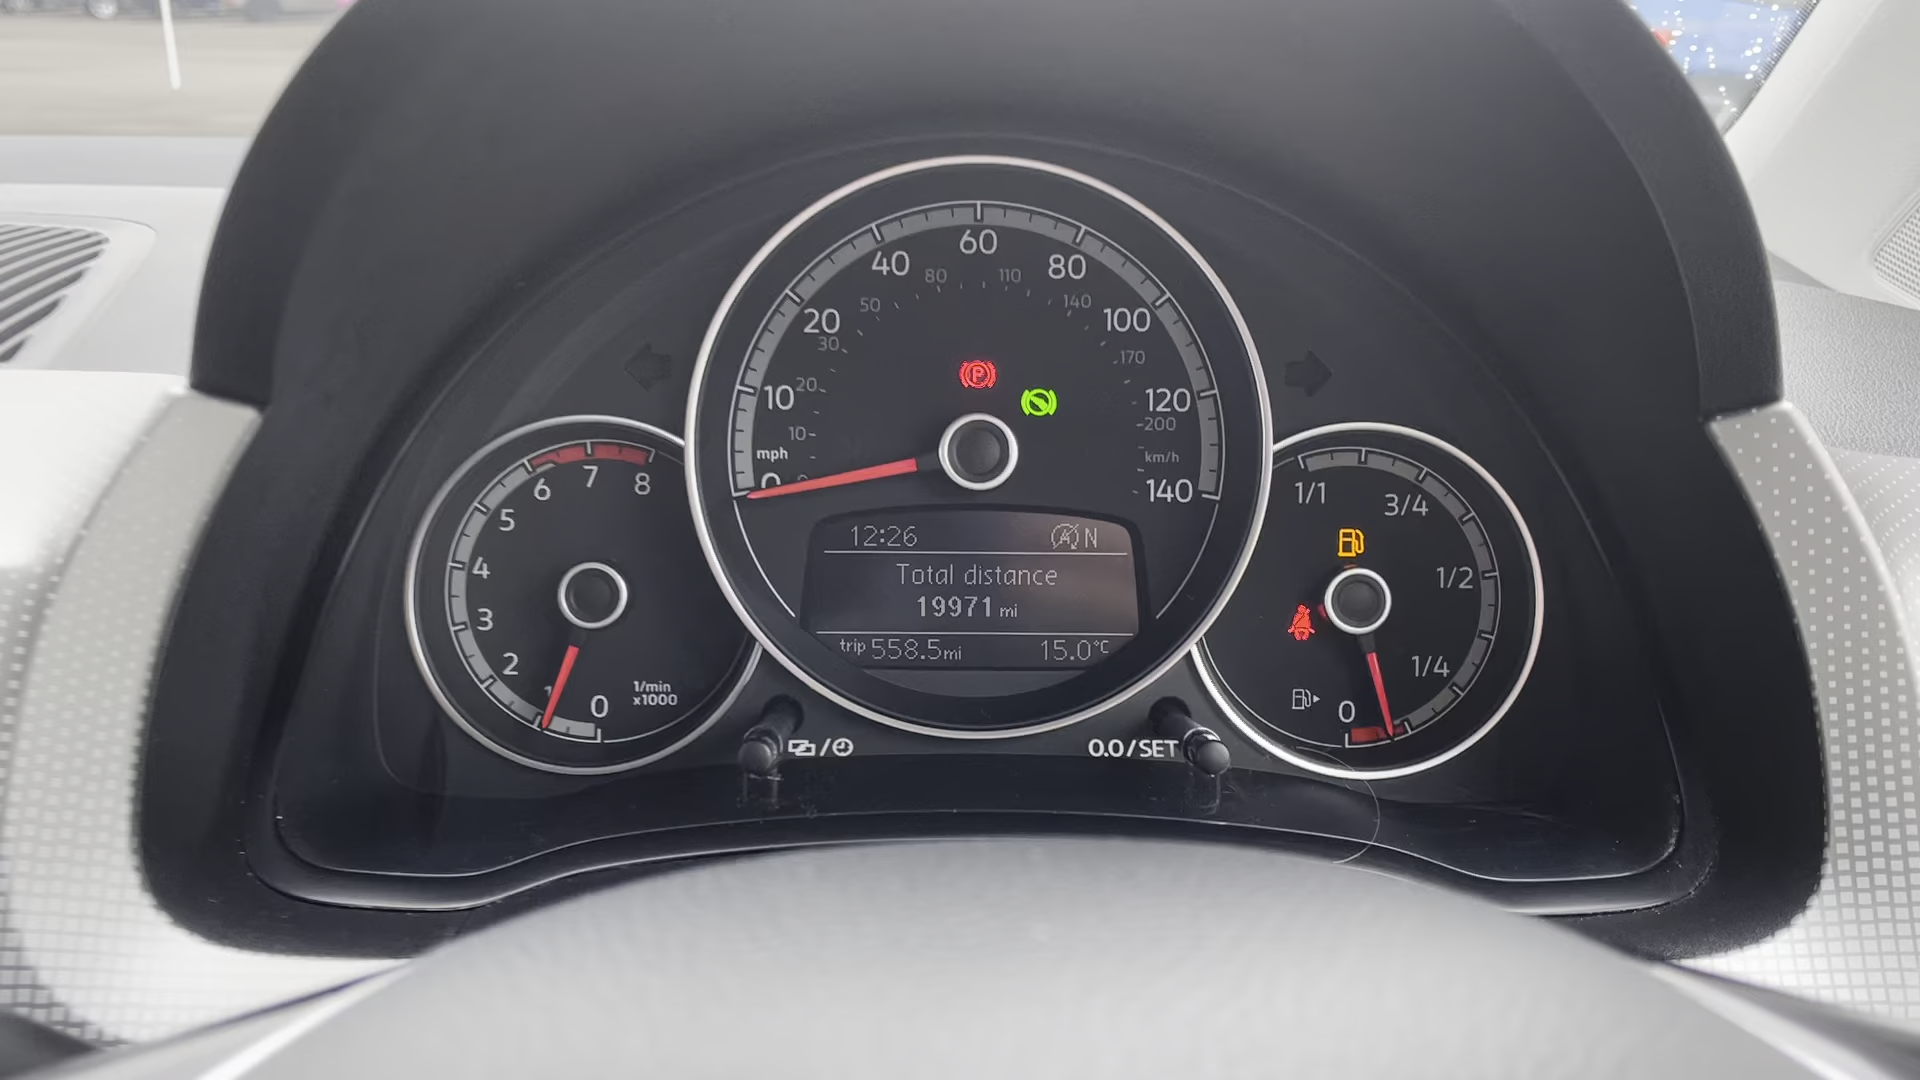 60
40
80
80
110
50
140
20
100
30
170
10
20
120
10
200
mph
km/h
0
140
6
7
8
5
4
3
2
1
0
1/min
x1000
12:26
N
Total distance
19971 mi
trip 558.5mi
15.0°C
1/1
3/4
1/2
1/4
0
P
A
/
0.0/SET